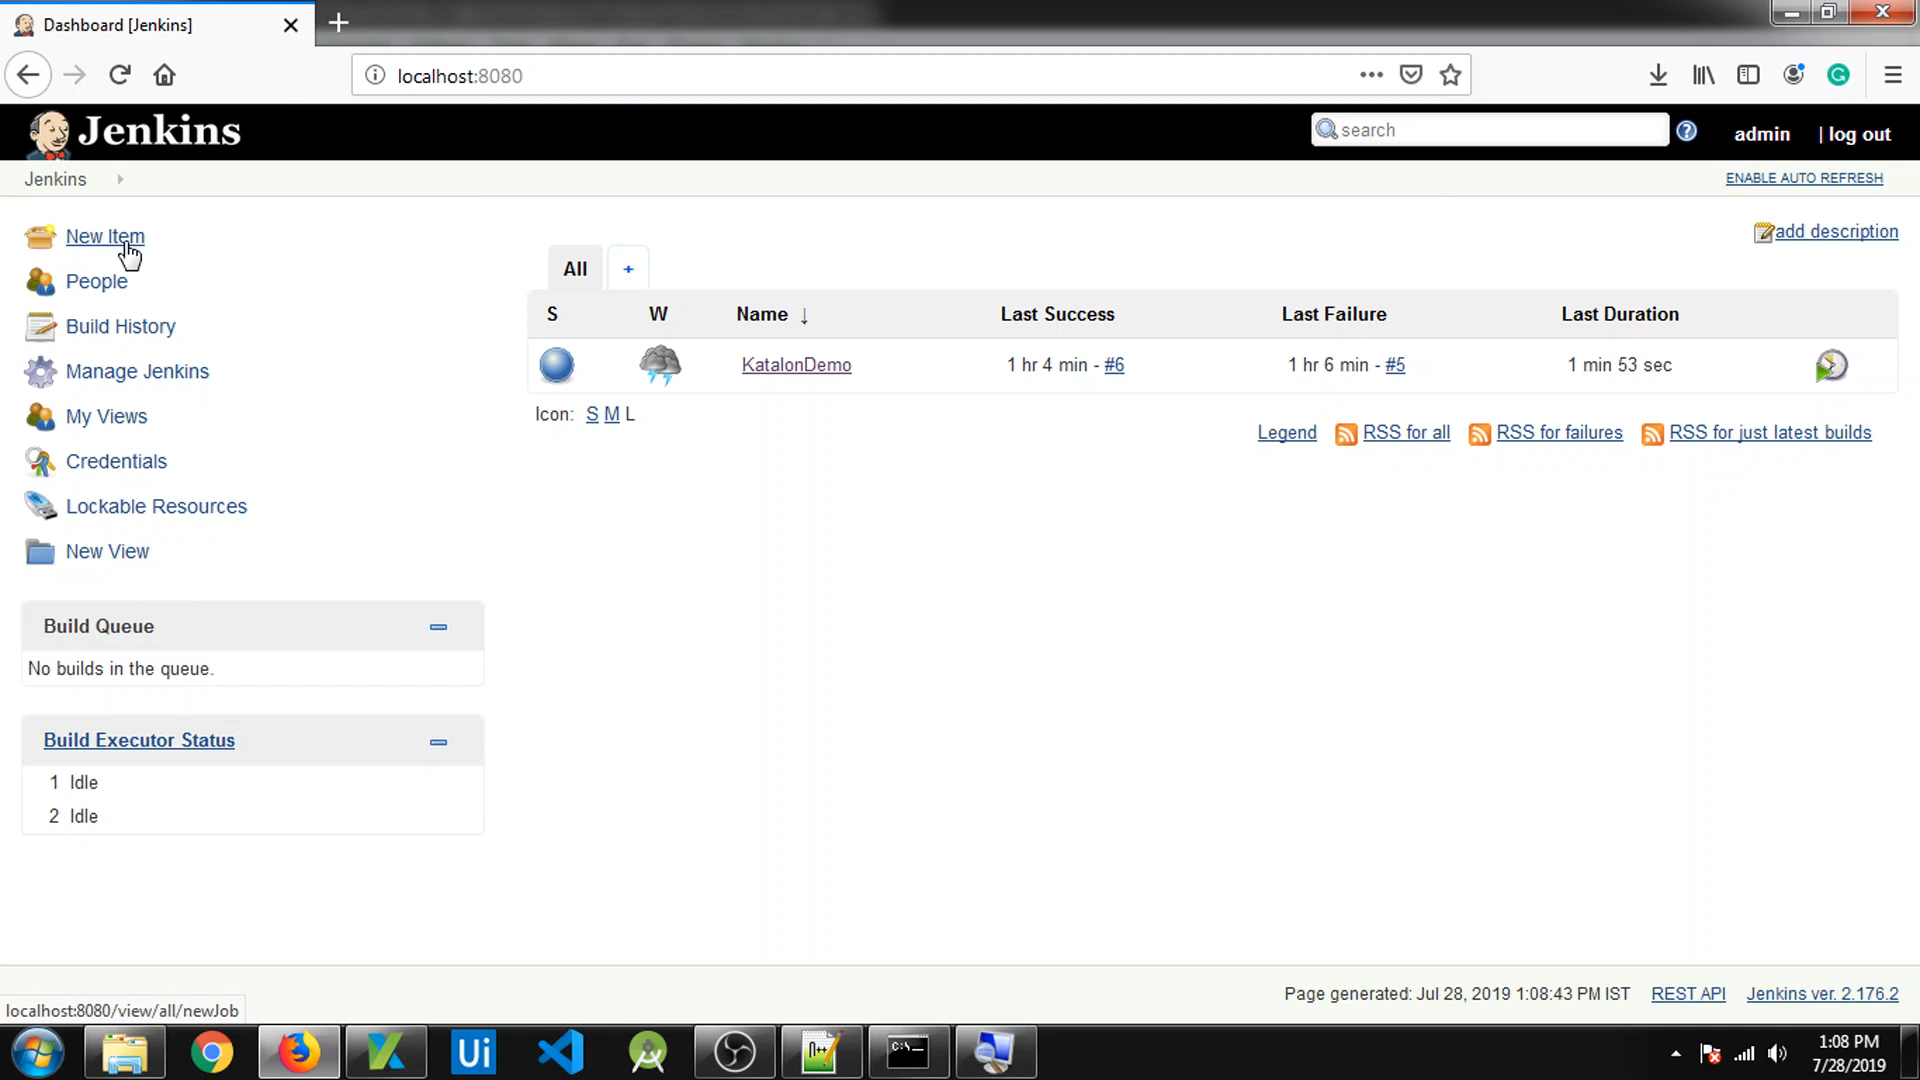 Dashboard [Jenkins]
localhost:8080
Jenkins
search
admin | log out
Jenkins
ENABLE AUTO REFRESH
New Item
People
Build History
Manage Jenkins
My Views
Credentials
Lockable Resources
New View
add description
All +
S W Name ↓ Last Success Last Failure Last Duration
KatalonDemo 1 hr 4 min - #6 1 hr 6 min - #5 1 min 53 sec
Icon: S M L
Legend RSS for all RSS for failures RSS for just latest builds
Build Queue
No builds in the queue.
Build Executor Status
1 Idle
2 Idle
Page generated: Jul 28, 2019 1:08:43 PM IST REST API Jenkins ver. 2.176.2
localhost:8080/view/all/newJob
Ui
N++
C:\-
1:08 PM
7/28/2019